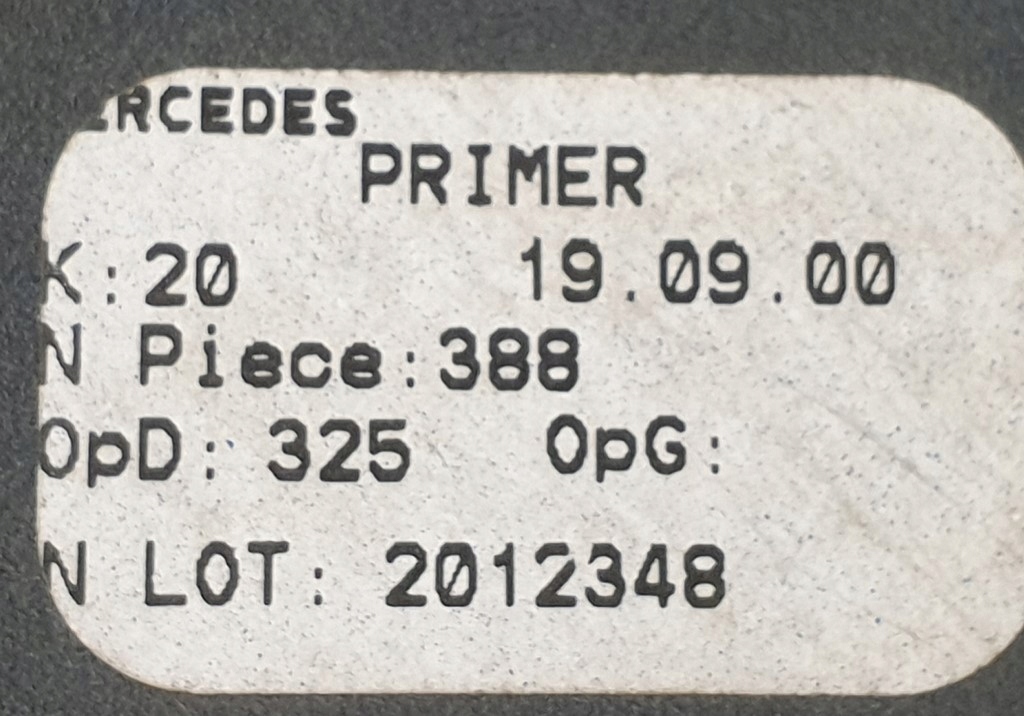 ERCEDES
PRIMER
K:20 19.09.00
N Piece:388
OpD: 325 OpG:
N LOT: 2012348